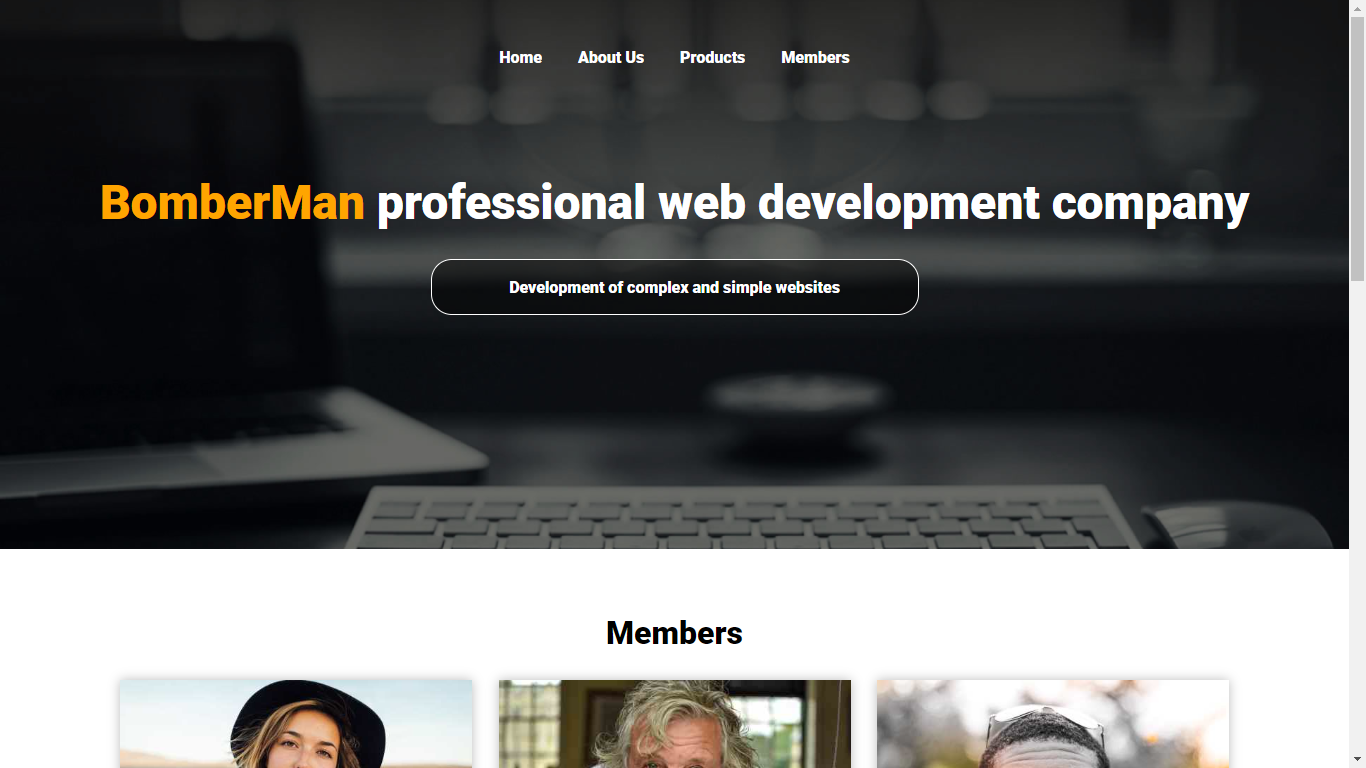 Home About Us Products Members
BomberMan professional web development company
Development of complex and simple websites
Members